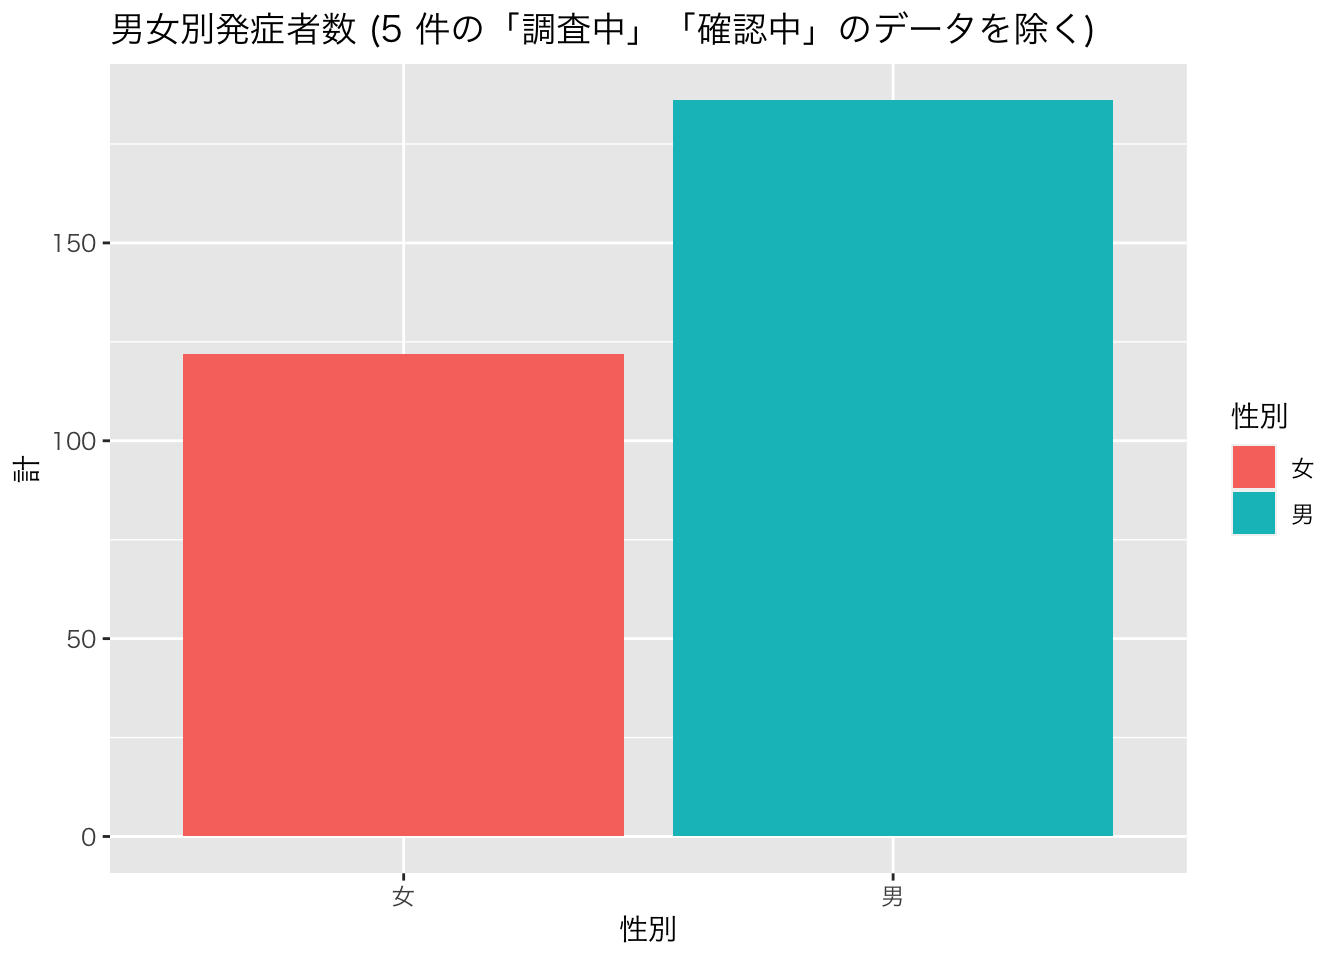 男女別発症者数 (5 件の「調査中」「確認中」のデータを除く)
150
100
50
0
計
女
男
性別
性別
女
男